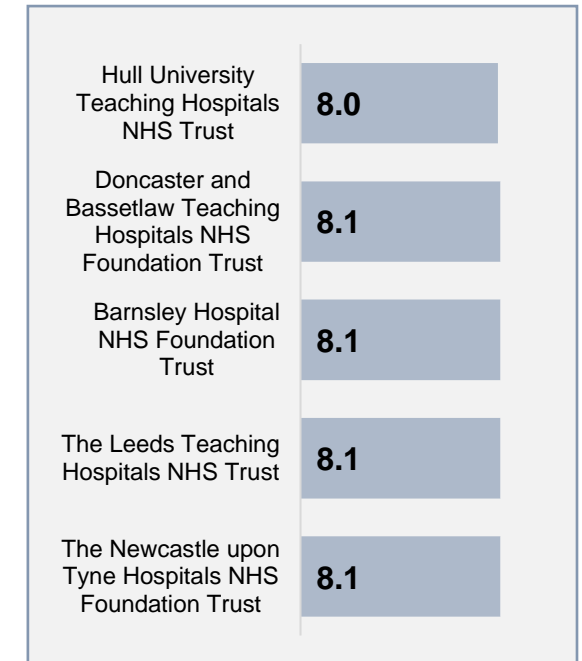 Hull University
Teaching Hospitals
NHS Trust
8.0
Doncaster and
Bassetlaw Teaching
Hospitals NHS
Foundation Trust
8.1
Barnsley Hospital
NHS Foundation
Trust
8.1
The Leeds Teaching
Hospitals NHS Trust
8.1
The Newcastle upon
Tyne Hospitals NHS
Foundation Trust
8.1